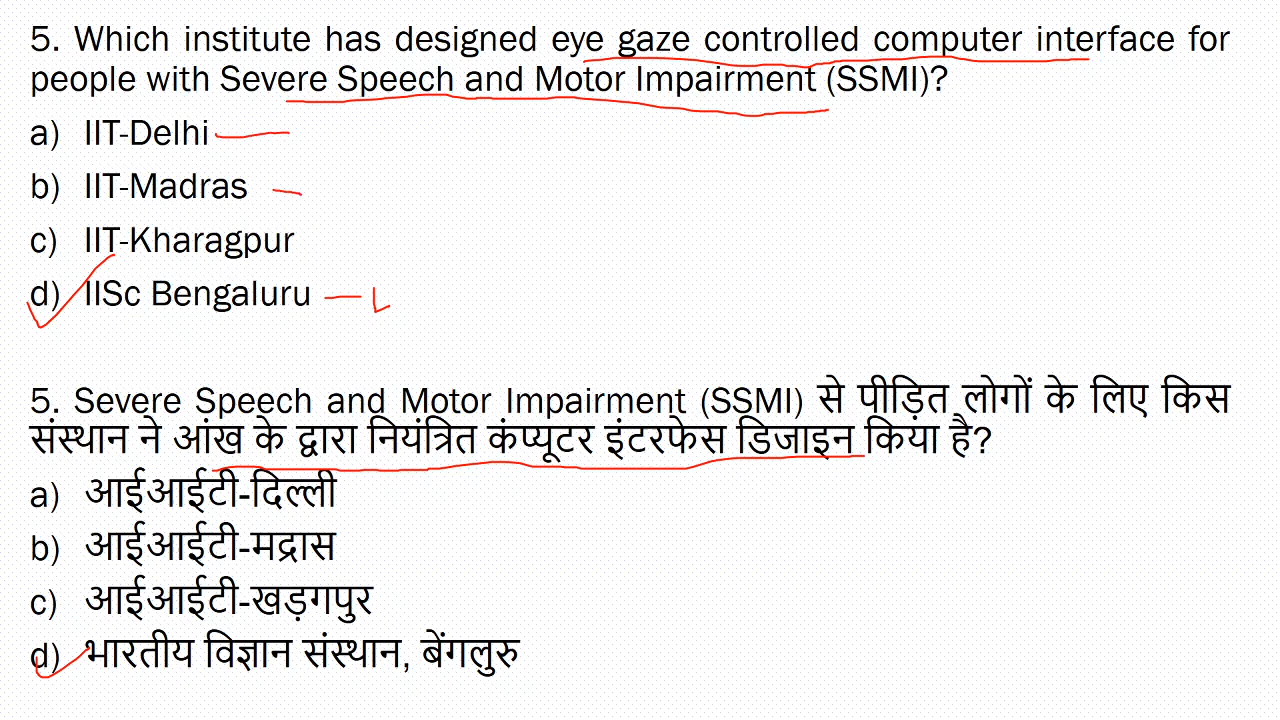 5. Which institute has designed eye gaze controlled computer interface for
people with Severe Speech and Motor Impairment (SSMI)?
a) IIT-Delhi
b) IIT-Madras
c) IIT-Kharagpur
d) IISc Bengaluru
5. Severe Speech and Motor Impairment (SSMI) से पीड़ित लोगों के लिए किस
संस्थान ने आंख के द्वारा नियंत्रित कंप्यूटर इंटरफेस डिजाइन किया है?
a) आईआईटी-दिल्ली
b) आईआईटी-मद्रास
c) आईआईटी-खड़गपुर
d) भारतीय विज्ञान संस्थान, बेंगलुरु